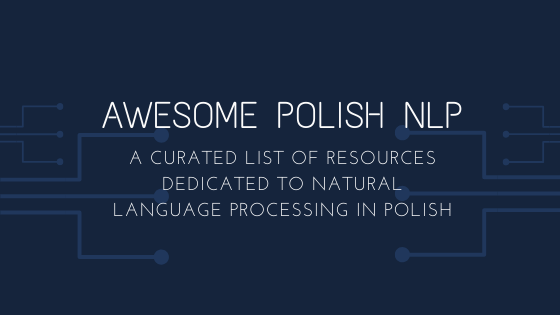 AWESOME POLISH NLP
A CURATED LIST OF RESOURCES
DEDICATED TO NATURAL
LANGUAGE PROCESSING IN POLISH